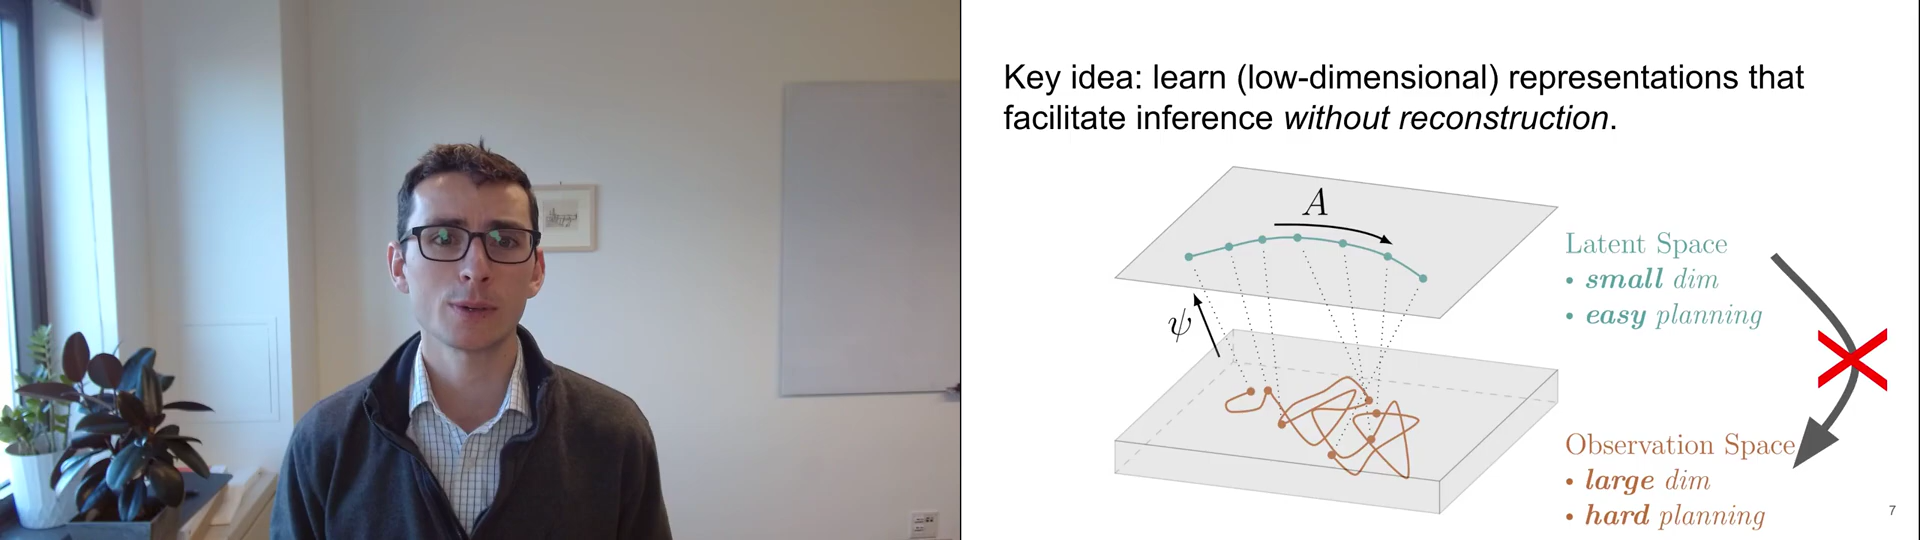 Key idea: learn (low-dimensional) representations that
facilitate inference without reconstruction.
A
Latent Space
• small dim
• easy planning
ψ
Observation Space
• large dim
• hard planning
7